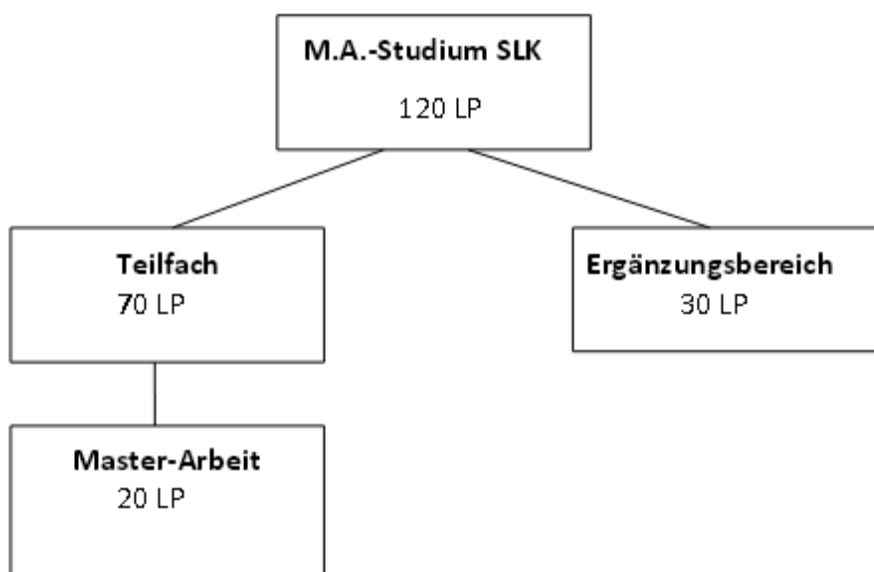 M.A.-Studium SLK
120 LP
Teilfach
70 LP
Ergänzungsbereich
30 LP
Master-Arbeit
20 LP